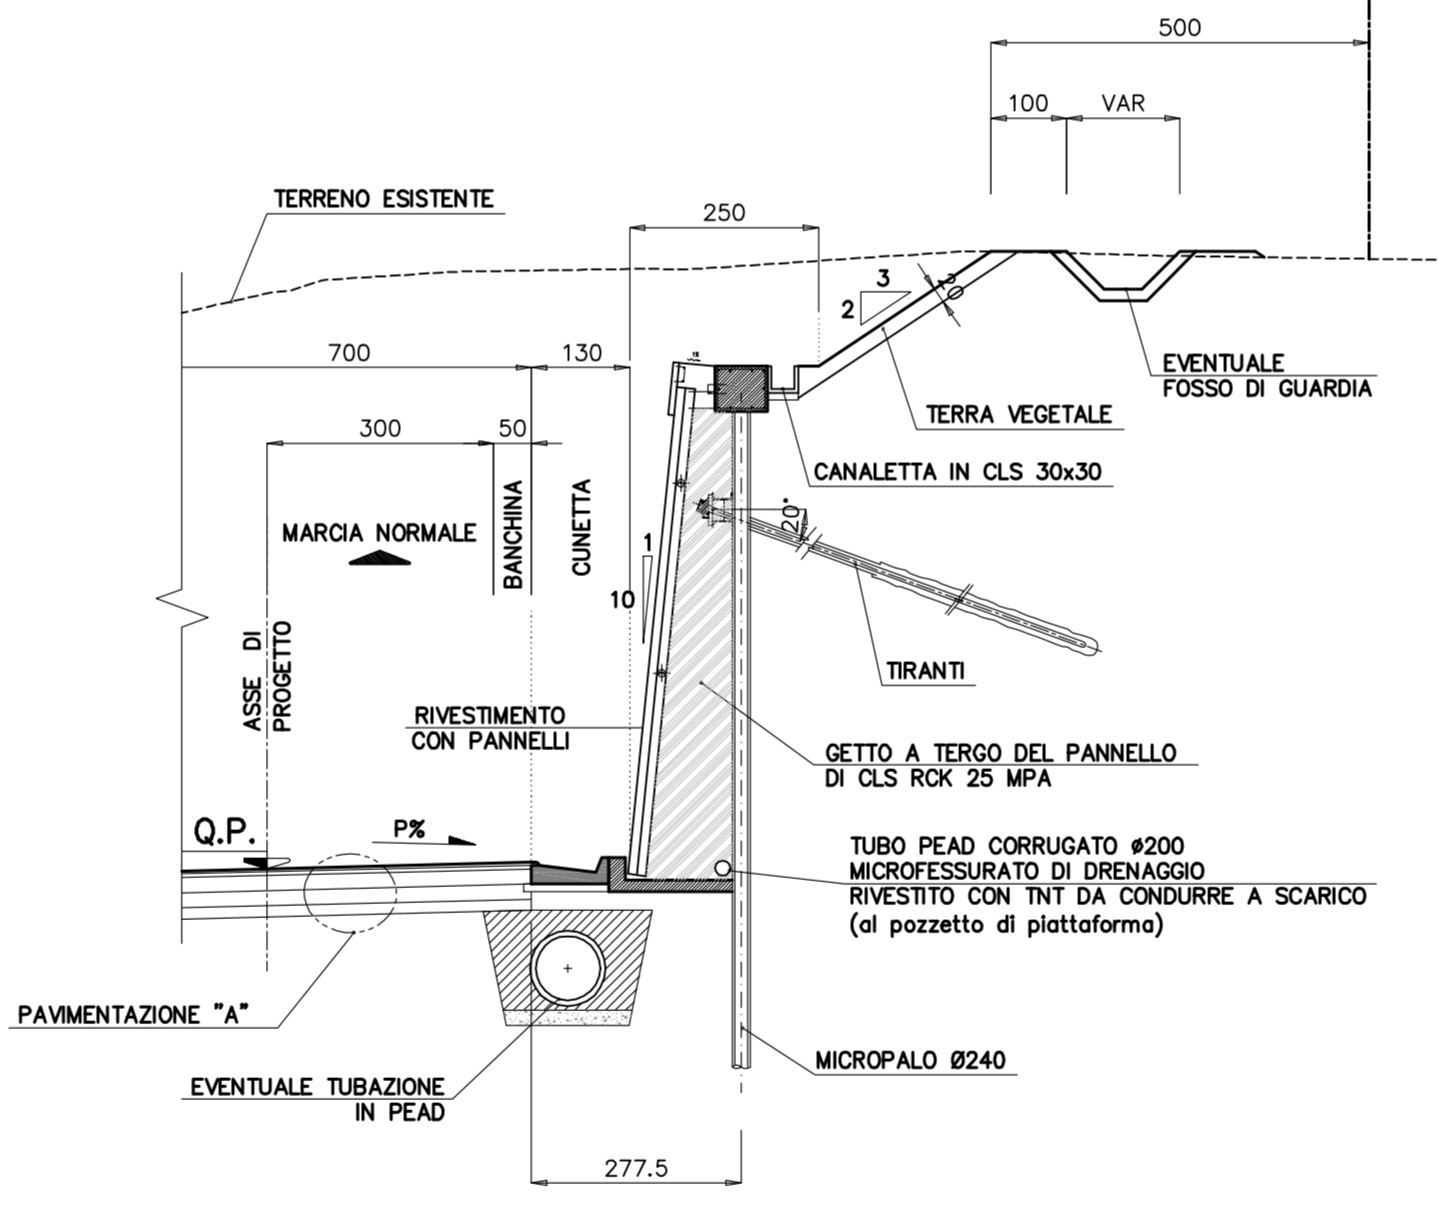 500
100
VAR
TERRENO ESISTENTE
250
3
2
30
700
130
EVENTUALE
FOSSO DI GUARDIA
TERRA VEGETALE
300
50
CANALETTA IN CLS 30x30
BANCHINA
CUNETTA
MARCIA NORMALE
20°
1
10
ASSE DI
PROGETTO
TIRANTI
RIVESTIMENTO
CON PANNELLI
GETTO A TERGO DEL PANNELLO
DI CLS RCK 25 MPA
Q.P.
P%
TUBO PEAD CORRUGATO Ø200
MICROFESSURATO DI DRENAGGIO
RIVESTITO CON TNT DA CONDURRE A SCARICO
(al pozzetto di piattaforma)
PAVIMENTAZIONE "A"
MICROPALO Ø240
EVENTUALE TUBAZIONE
IN PEAD
277.5